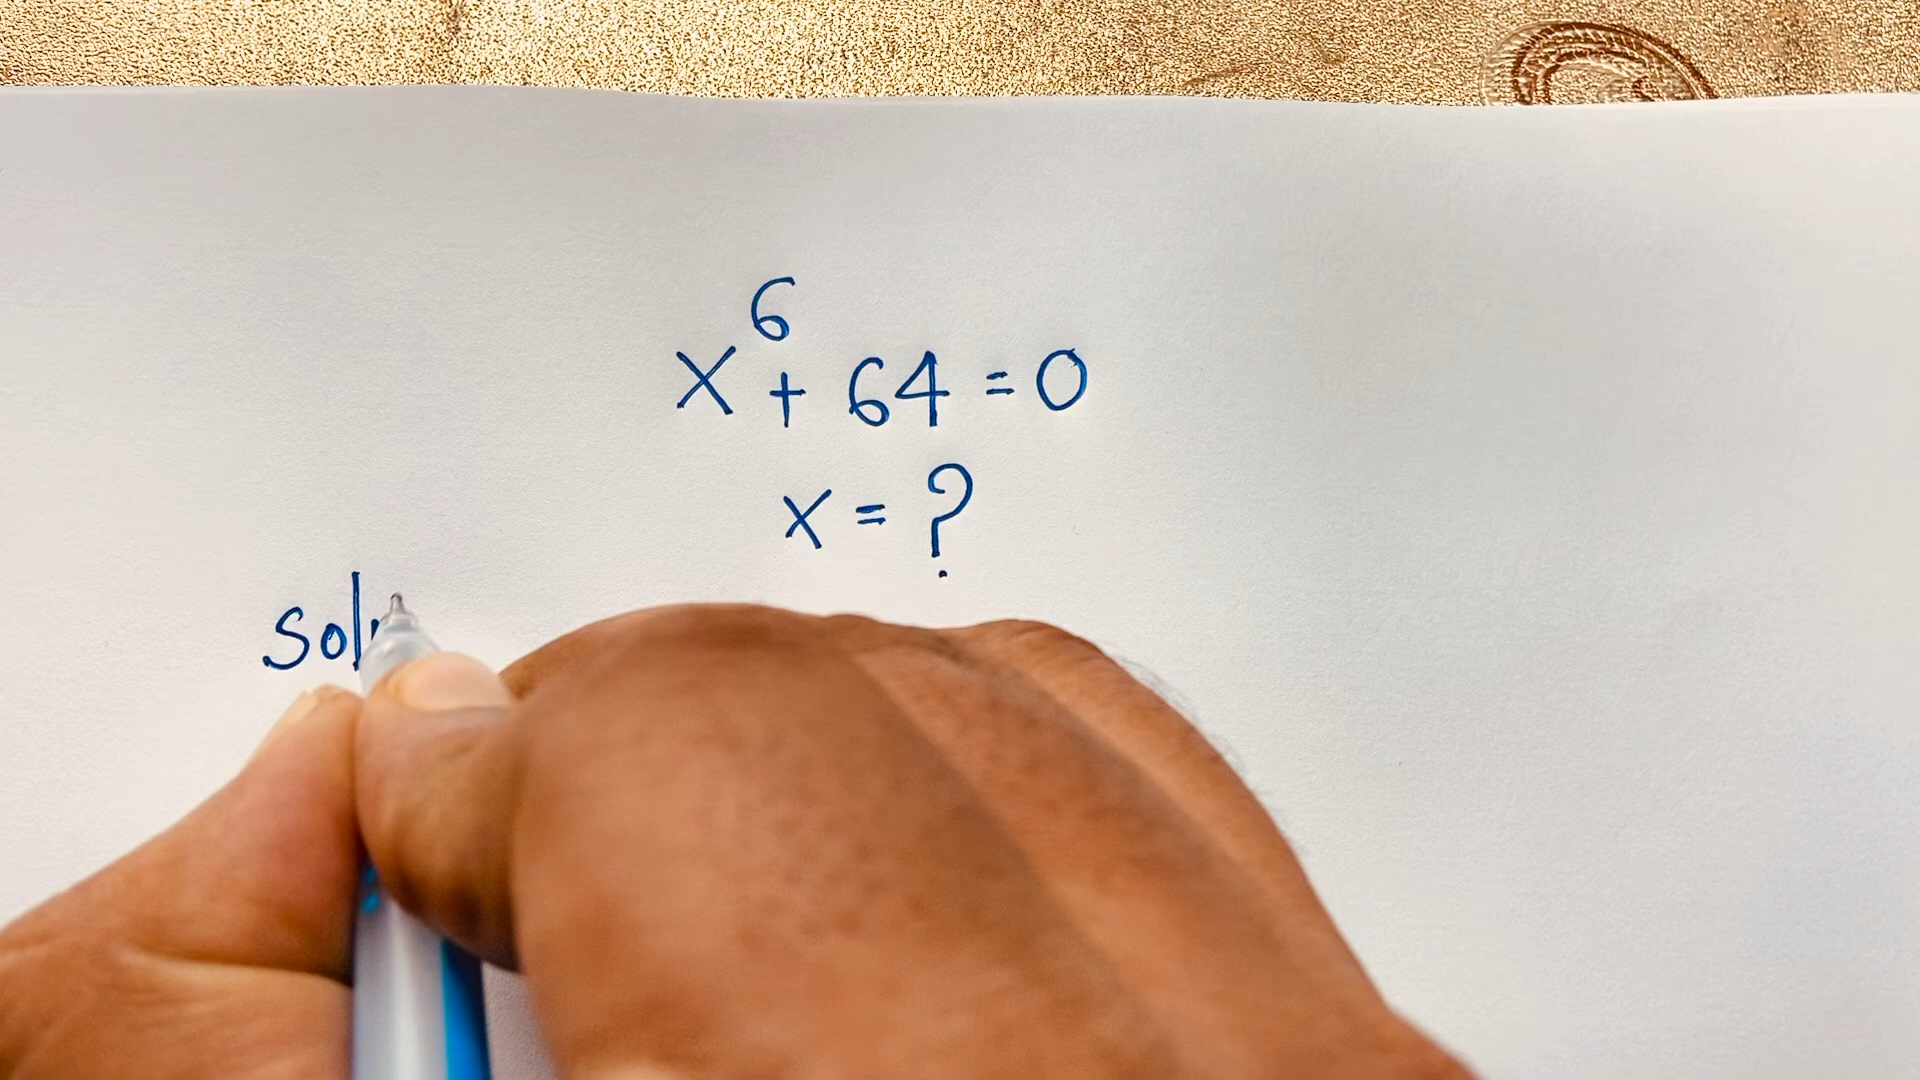 x⁶ + 64 = 0
x = ?
Sol